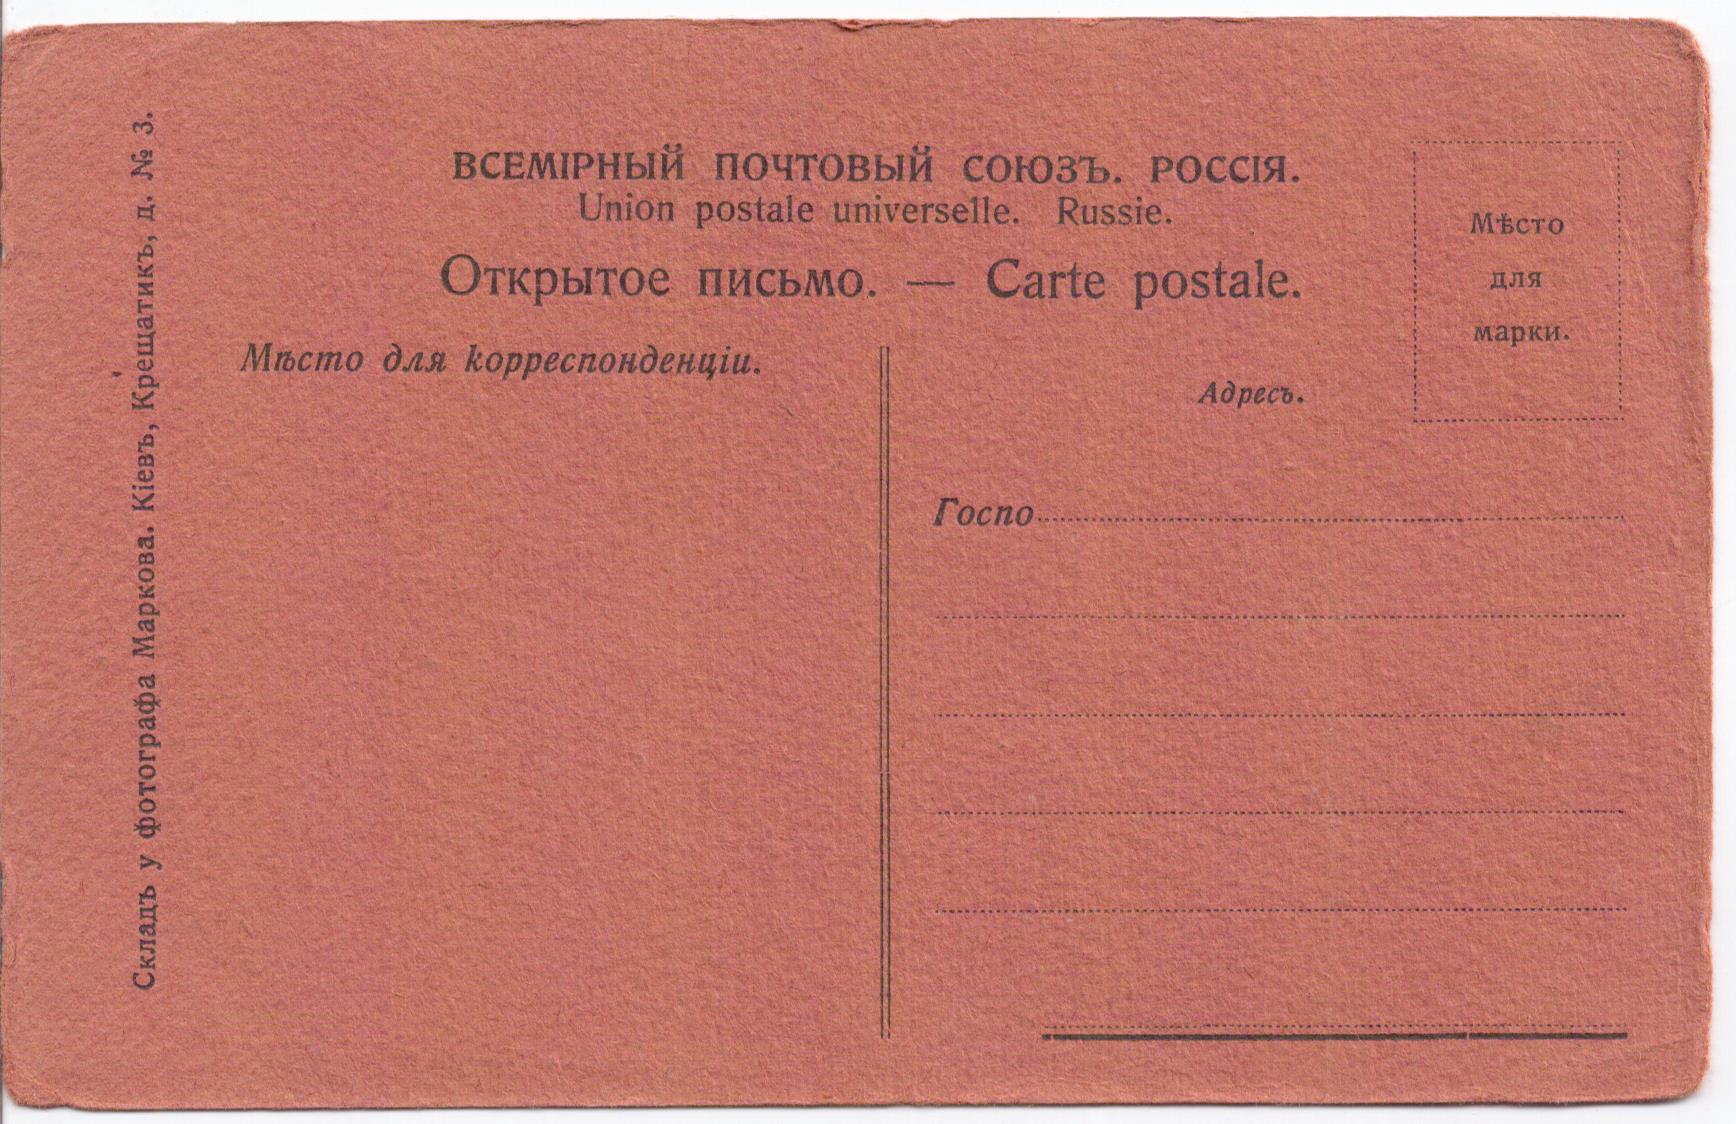 ВСЕМІРНЫЙ ПОЧТОВЫЙ СОЮЗЪ. РОССІЯ.
Union postale universelle. Russie.
Открытое письмо. — Carte postale.
Мѣсто
для
марки.
Мѣсто для корреспонденціи.
Адресъ.
Госпо
Складъ у фотографа Маркова. Кіевъ, Крещатикъ, д. № 3.